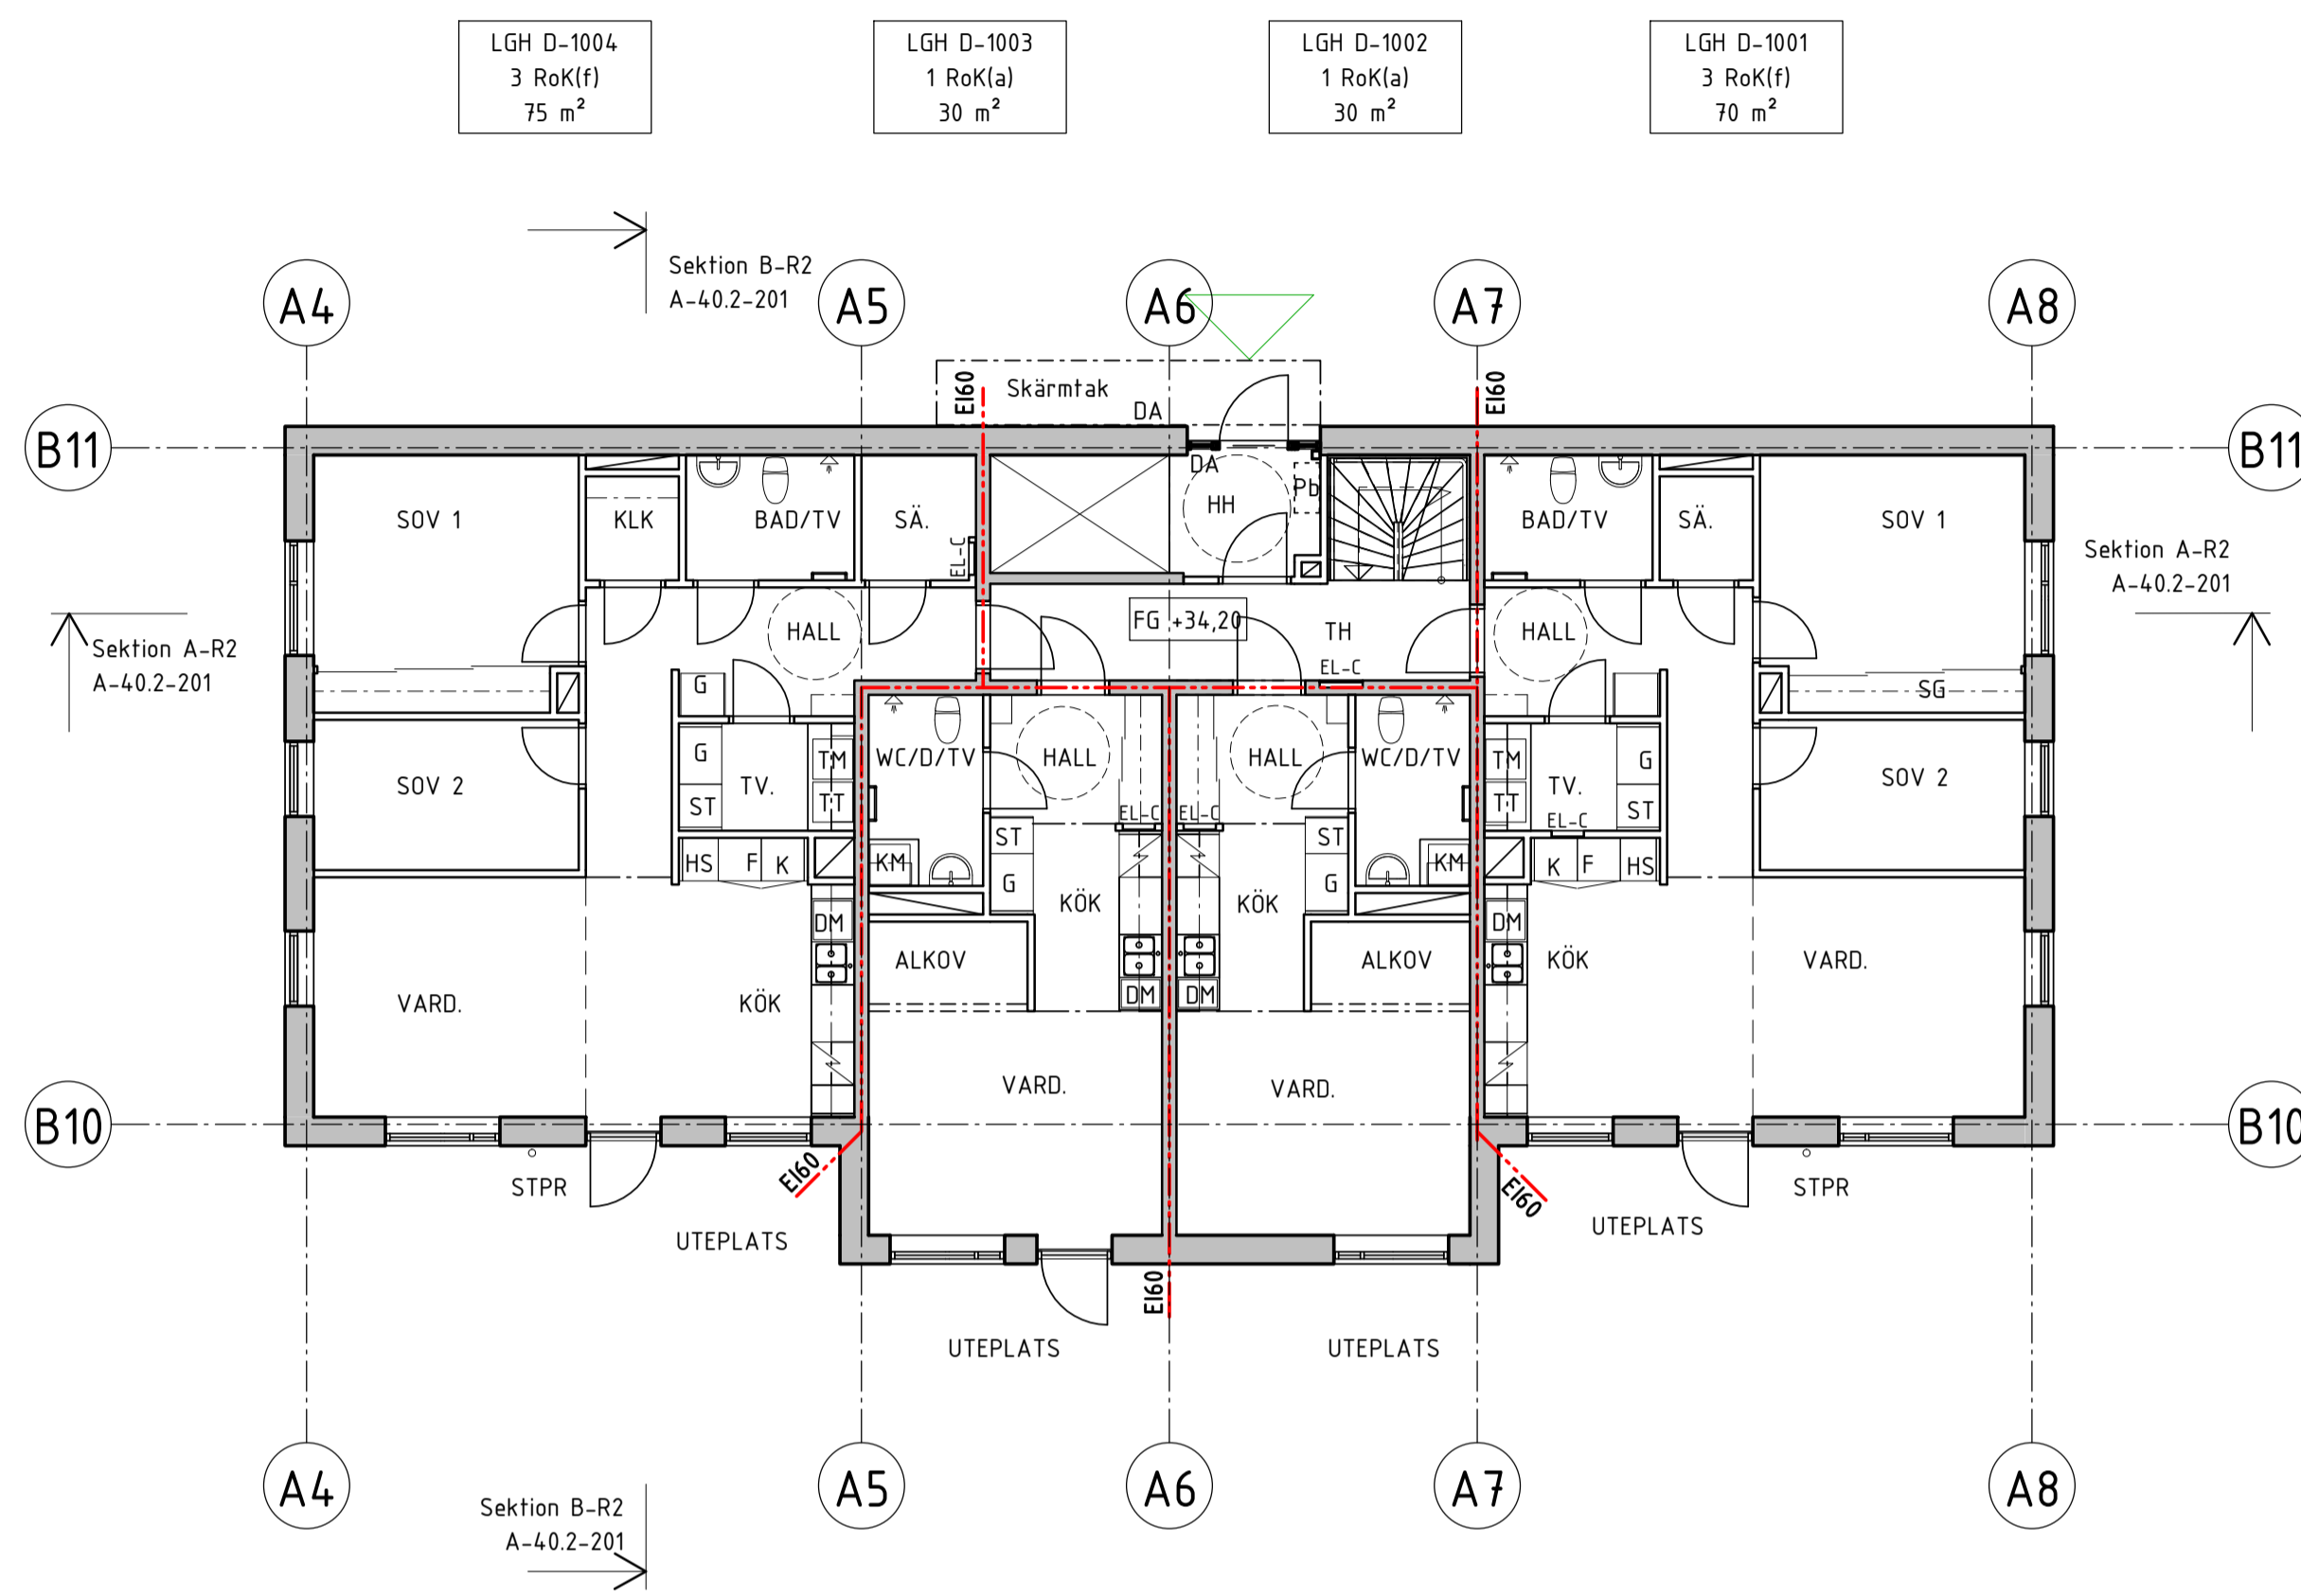 LGH D-1004
3 RoK(f)
75 m²
LGH D-1003
1 RoK(a)
30 m²
LGH D-1002
1 RoK(a)
30 m²
LGH D-1001
3 RoK(f)
70 m²
Sektion B-R2
A-40.2-201
A4
A5
A6
A7
A8
EI60
Skärmtak
EI60
DA
B11
B11
DA
Pb
HH
SOV 1
KLK
BAD/TV
SÄ.
BAD/TV
SÄ.
SOV 1
EL-C
Sektion A-R2
A-40.2-201
FG +34,20
HALL
TH
HALL
Sektion A-R2
A-40.2-201
EL-C
G
SG
G
WC/D/TV
HALL
HALL
WC/D/TV
G
TM
TM
SOV 2
TV.
TV.
SOV 2
ST
TT
EL-C
EL-C
TT
EL-C
ST
ST
ST
HS
F
K
KM
KM
K
F
HS
G
G
DM
KÖK
KÖK
DM
ALKOV
ALKOV
KÖK
VARD.
VARD.
KÖK
DM
DM
VARD.
VARD.
B10
B10
EI60
EI60
STPR
STPR
UTEPLATS
UTEPLATS
EI60
UTEPLATS
UTEPLATS
A4
A5
A6
A7
A8
Sektion B-R2
A-40.2-201